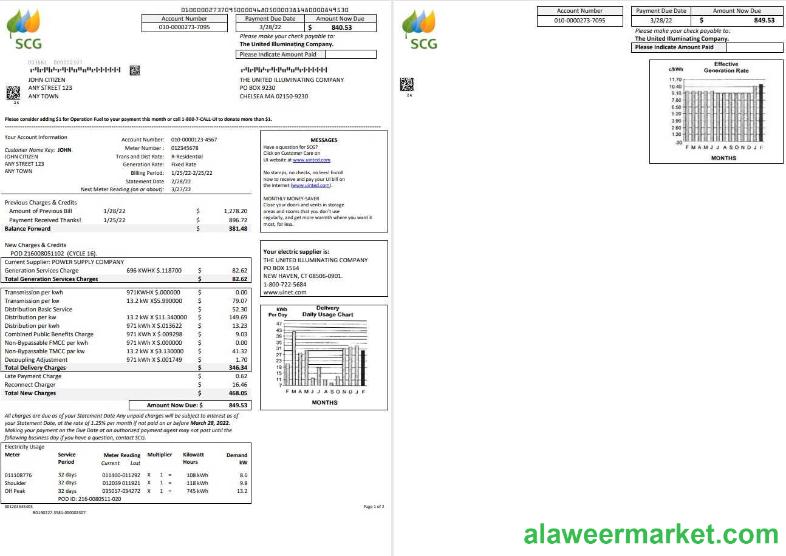 SCG
Account Number
010-0000273-7095
Payment Due Date
Amount Now Due
3/28/22
$ 840.53
Please make your check payable to:
The United Illuminating Company.
Please Indicate Amount Paid
JOHN CITIZEN
ANY STREET 123
ANY TOWN
THE UNITED ILLUMINATING COMPANY
PO BOX 9230
CHELSEA MA 02150-9230
Please consider adding $1 for Operation Fuel to your payment this month or call 1-800-7-CALL-UI to donate more than $1.
Your Account Information
Customer Name Key: JOHN.
JOHN CITIZEN
ANY STREET 123
ANY TOWN
Account Number: 010-0000123-4567
Meter Number : 012345678
Trans and Dist Rate: R-Residential
Generation Rate: Fixed Rate
Billing Period: 1/25/22-2/25/22
Statement Date 2/28/22
Next Meter Reading (on or about): 3/27/22
Previous Charges & Credits
Amount of Previous Bill 1/28/22 $ 1,278.20
Payment Received Thanks! 1/25/22 $ 896.72
Balance Forward $ 381.48
New Charges & Credits
POD 216008051102 (CYCLE 16).
Current Supplier: POWER SUPPLY COMPANY
Generation Services Charge 696 KWHX $.118700 $ 82.62
Total Generation Services Charges $ 82.62
Transmission per kwh 971KWHX $.000000 $ 0.00
Transmission per kw 13.2 kW X$5.990000 $ 79.07
Distribution Basic Service $ 52.30
Distribution per kw 13.2 kW X $11.340000 $ 149.69
Distribution per kwh 971 kWh X $.013622 $ 13.23
Combined Public Benefits Charge 971 kWh X $.009298 $ 9.03
Non-Bypassable FMCC per kwh 971 kWh X $.000000 $ 0.00
Non-Bypassable TMCC par kw 13.2 kW X $3.130000 $ 41.32
Decoupling Adjustment 971 kWh X $.001749 $ 1.70
Total Delivery Charges $ 346.34
Late Payment Charge $ 0.62
Reconnect Charger $ 16.46
Total New Charges $ 468.05
Amount Now Due: $ 849.53
All charges are due as of your Statement Date Any unpaid charges will be subject to interest as of
your Statement Date, at the rate of 1.25% per month if not paid on or before March 28, 2022.
Making your payment on the Due Date at an authorized payment agent may not post until the
following business day if you have a question, contact SCG.
Electricity Usage
Meter Service Period Meter Reading Current Last Multiplier Kilowatt Hours Demand kW
011108776 32 days X 1 = 108 kWh
Shoulder 32 days 012039 011921 X 1 = 118 kWh 9.8
Off Peak 32 days 035017-034272 X 1 = 745 kWh 13.2
POD ID: 216-0080511-020
MESSAGES
Have a question for SCG?
Click on Customer Care on
UI website at www.uinted.com
No stamps, no checks, no lees! Enroll
now to receive and pay your UI bill on
the Internet (www.uinted.com).
MONTHLY MONEY-SAVER
Close your doors and vents in storage
areas and rooms that you don't use
regularly, and get more warmth where you want it
most, for less.
Your electric supplier is:
THE UNITED ILLUMINATING COMPANY
PO BOX 1564
NEW HAVEN, CT 08506-0901.
1-800-722-5684
www.uinet.com
kWh Per Day
Delivery
Daily Usage Chart
47
43
39
35
31
27
23
19
15
11
7
F M A M J J A S O N D J F
MONTHS
Page 1 of 2
SCG
Account Number
010-0000273-7095
Payment Due Date
Amount Now Due
3/28/22
$ 849.53
Please make your check payable to:
The United Illuminating Company.
Please Indicate Amount Paid
c/kWh
Effective
Generation Rate
11.70
10.40
9.10
7.80
6.50
5.20
3.90
2.60
1.30
.00
F M A M J J A S O N D J F
MONTHS
alaweermarket.com